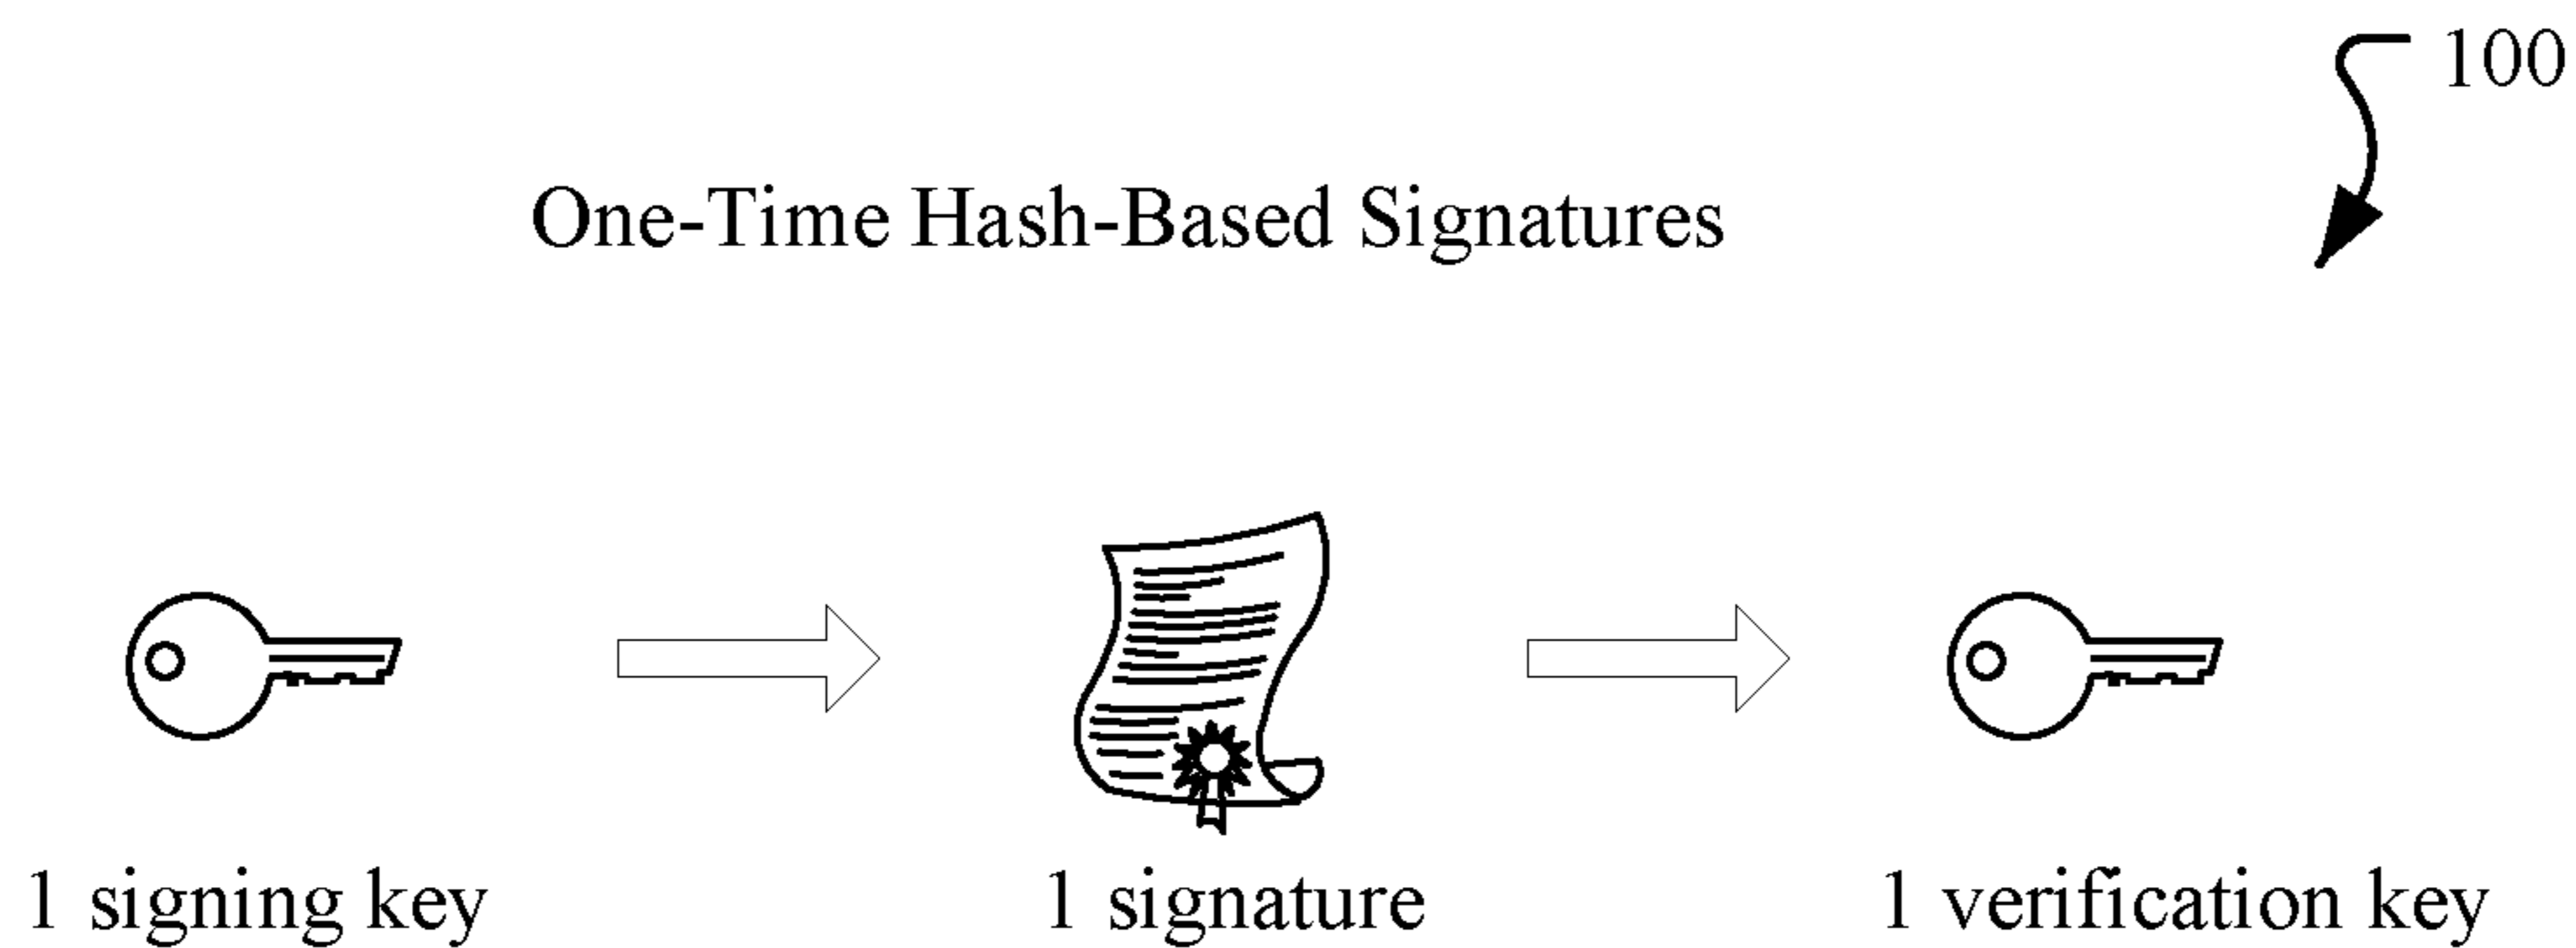 100
One-Time Hash-Based Signatures
1 signing key
1 signature
1 verification key